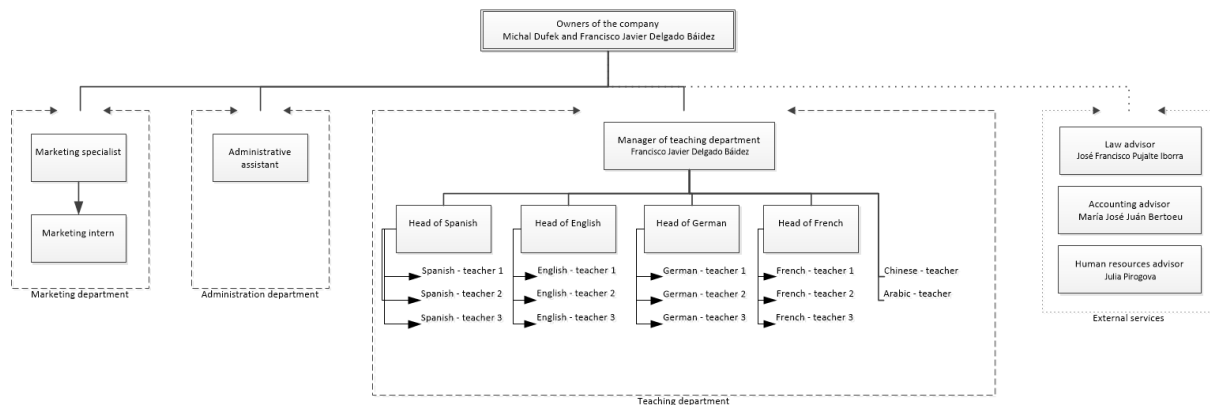 Owners of the company
Michal Dufek and Francisco Javier Delgado Báidez
Marketing specialist
Marketing intern
Marketing department
Administrative
assistant
Administration department
Manager of teaching department
Francisco Javier Delgado Báidez
Head of Spanish
Head of English
Head of German
Head of French
Spanish - teacher 1
Spanish - teacher 2
Spanish - teacher 3
English - teacher 1
English - teacher 2
English - teacher 3
German - teacher 1
German - teacher 2
German - teacher 3
French - teacher 1
French - teacher 2
French - teacher 3
Chinese - teacher
Arabic - teacher
Teaching department
Law advisor
José Francisco Pujalte Iborra
Accounting advisor
María José Juán Bertoeu
Human resources advisor
Julia Pirogova
External services